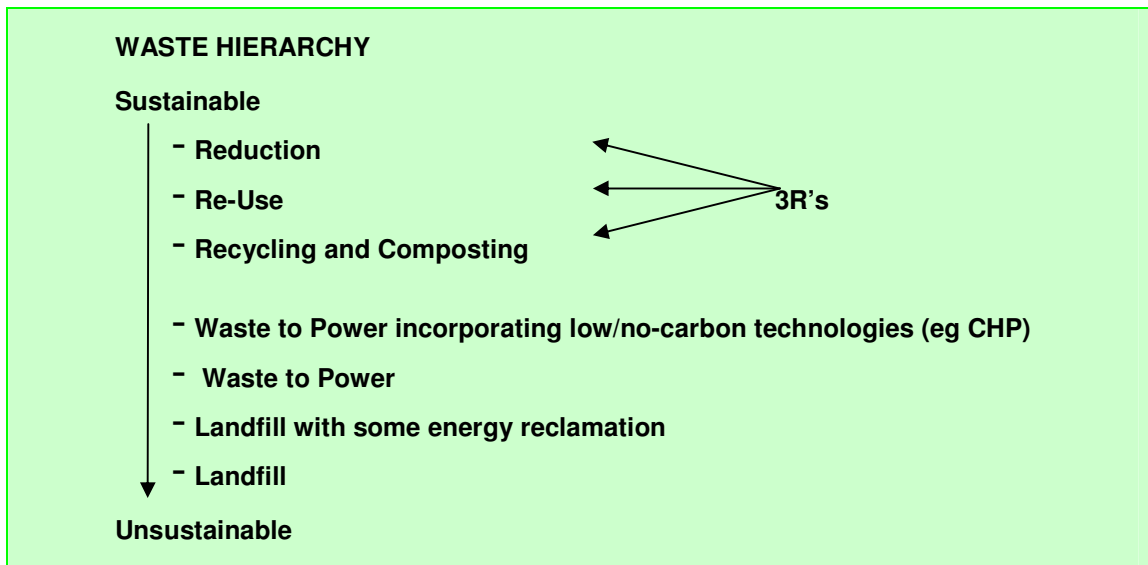 WASTE HIERARCHY
Sustainable
- Reduction
- Re-Use
3R's
- Recycling and Composting
- Waste to Power incorporating low/no-carbon technologies (eg CHP)
- Waste to Power
- Landfill with some energy reclamation
- Landfill
Unsustainable